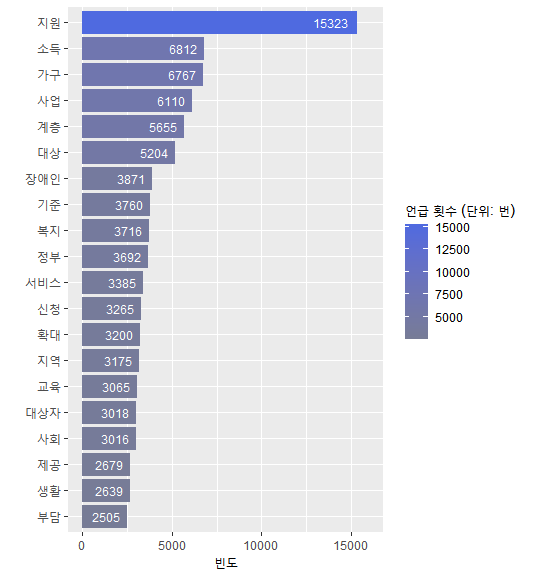 지원 15323
소득 6812
가구 6767
사업 6110
계층 5655
대상 5204
장애인 3871
기준 3760
복지 3716
정부 3692
서비스 3385
신청 3265
확대 3200
지역 3175
교육 3065
대상자 3018
사회 3016
제공 2679
생활 2639
부담 2505
0 5000 10000 15000
빈도
언급 횟수 (단위: 번)
15000
12500
10000
7500
5000